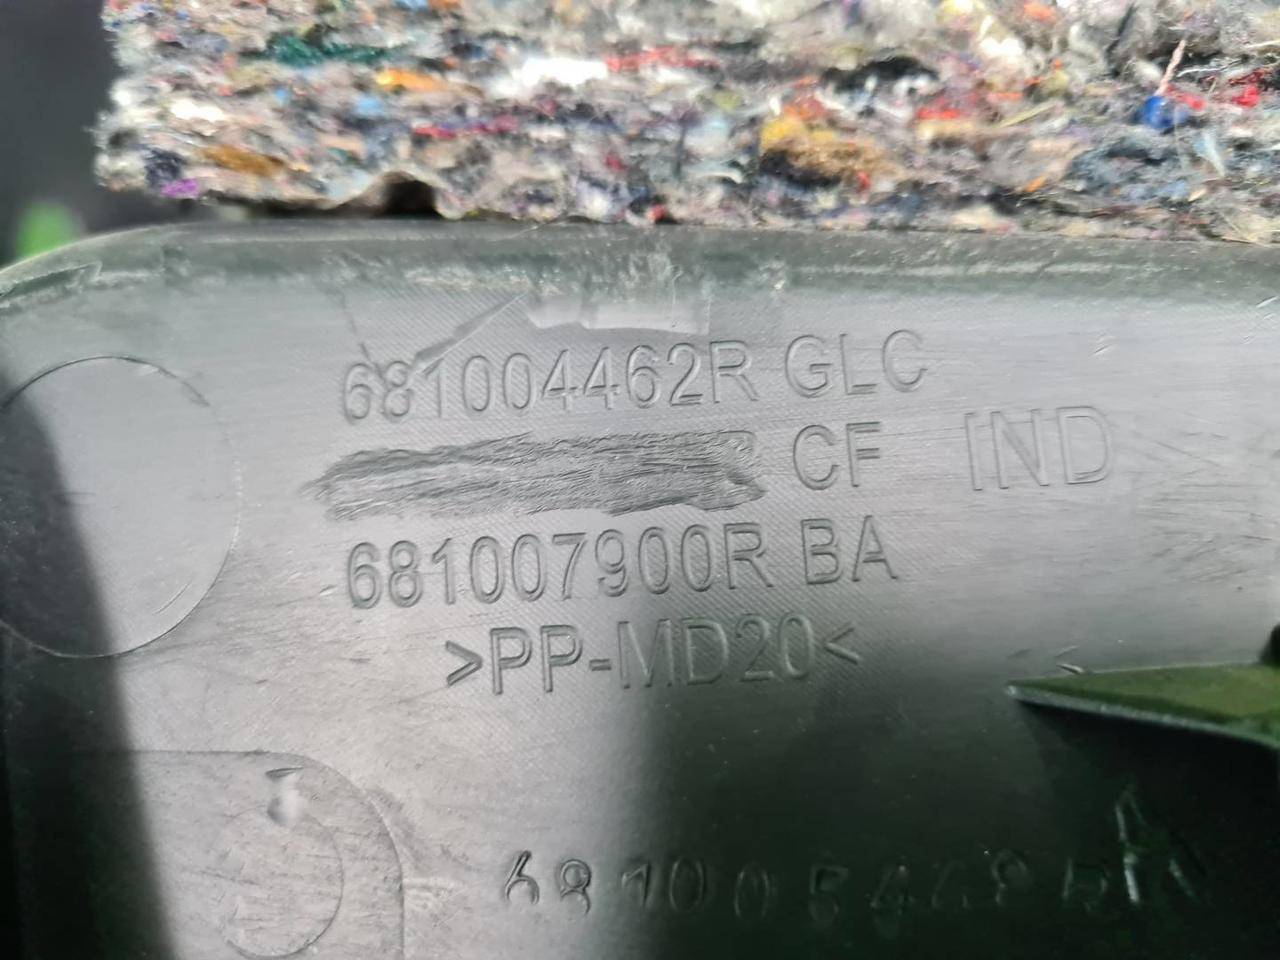 681004462R GLC
CF IND
681007900R BA
>PP-MD20<